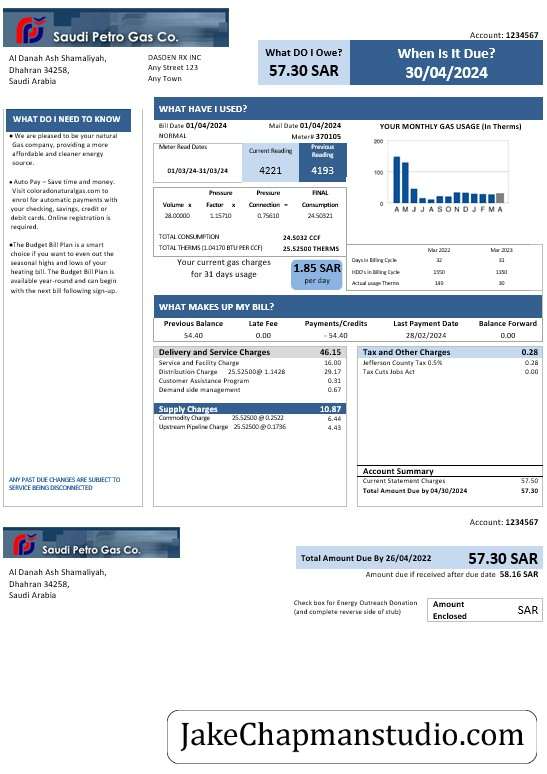 Saudi Petro Gas Co.
Account: 1234567
Al Danah Ash Shamaliyah,
Dhahran 34258,
Saudi Arabia
DASDEN RX INC
Any Street 123
Any Town
What DO I Owe?
57.30 SAR
When Is It Due?
30/04/2024
WHAT DO I NEED TO KNOW
● We are pleased to be your natural
Gas company, providing a more
affordable and cleaner energy
source.
● Auto Pay – Save time and money.
Visit coloradonaturalgas.com to
enrol for automatic payments with
your checking, savings, credit or
debit cards. Online registration is
required.
●The Budget Bill Plan is a smart
choice if you want to even out the
seasonal highs and lows of your
heating bill. The Budget Bill Plan is
available year-round and can begin
with the next bill following sign-up.
ANY PAST DUE CHANGES ARE SUBJECT TO
SERVICE BEING DISCONNECTED
WHAT HAVE I USED?
Bill Date 01/04/2024 Mail Date 01/04/2024
NORMAL Meter# 370105
Meter Read Dates Current Reading Previous Reading
01/03/24-31/03/24 4221 4193
Pressure Pressure FINAL
Volume x Factor x Connection = Consumption
28.00000 1.15710 0.75610 24.50321
TOTAL CONSUMPTION 24.5032 CCF
TOTAL THERMS (1.04170 BTU PER CCF) 25.52500 THERMS
Your current gas charges
for 31 days usage
1.85 SAR
per day
YOUR MONTHLY GAS USAGE (In Therms)
200
100
0
A M J J A S O N D J F M A
Mar 2022 Mar 2023
Days in Billing Cycle 32 31
HDD's in Billing Cycle 1350 1350
Actual usage Therms 149 30
WHAT MAKES UP MY BILL?
Previous Balance Late Fee Payments/Credits Last Payment Date Balance Forward
54.40 0.00 - 54.40 28/02/2024 0.00
Delivery and Service Charges 46.15
Service and Facility Charge 16.00
Distribution Charge 25.52500@ 1.1428 29.17
Customer Assistance Program 0.31
Demand side management 0.67
Supply Charges 10.87
Commodity Charge 25.52500 @ 0.2522 6.44
Upstream Pipeline Charge 25.52500 @ 0.1736 4.43
Tax and Other Charges 0.28
Jefferson County Tax 0.5% 0.28
Tax Cuts Jobs Act 0.00
Account Summary
Current Statement Charges 57.50
Total Amount Due by 04/30/2024 57.30
Account: 1234567
Saudi Petro Gas Co.
Al Danah Ash Shamaliyah,
Dhahran 34258,
Saudi Arabia
Total Amount Due By 26/04/2022 57.30 SAR
Amount due if received after due date 58.16 SAR
Check box for Energy Outreach Donation
(and complete reverse side of stub)
Amount
Enclosed
SAR
JakeChapmanstudio.com